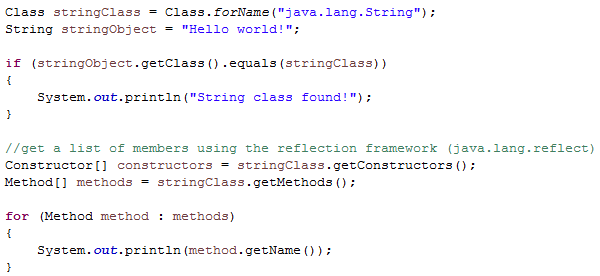 Class stringClass = Class.forName("java.lang.String");
String stringObject = "Hello world!";
if (stringObject.getClass().equals(stringClass))
{
System.out.println("String class found!");
}
//get a list of members using the reflection framework (java.lang.reflect)
Constructor[] constructors = stringClass.getConstructors();
Method[] methods = stringClass.getMethods();
for (Method method : methods)
{
System.out.println(method.getName());
}